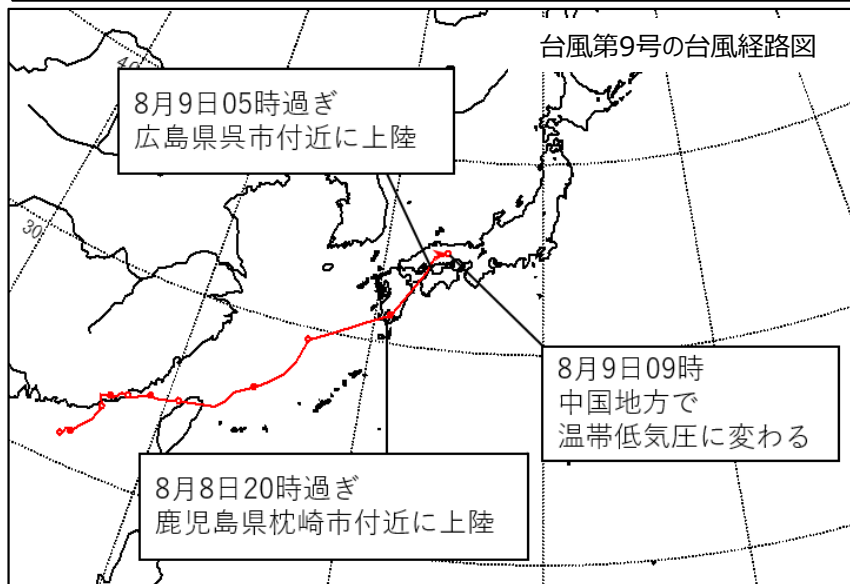 台風第9号の台風経路図
40
8月9日05時過ぎ
広島県呉市付近に上陸
30
8月9日09時
中国地方で
温帯低気圧に変わる
8月8日20時過ぎ
鹿児島県枕崎市付近に上陸